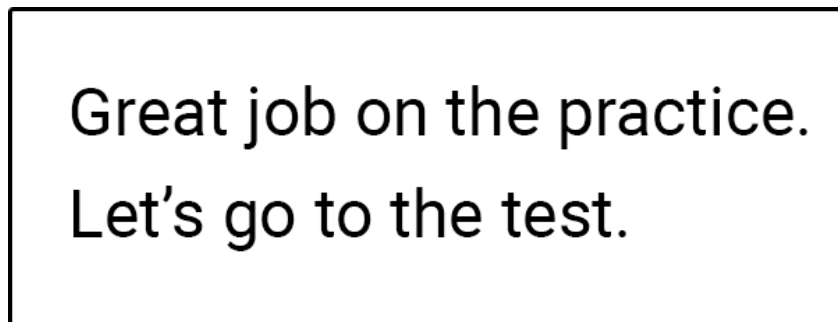 Great job on the practice.
Let’s go to the test.